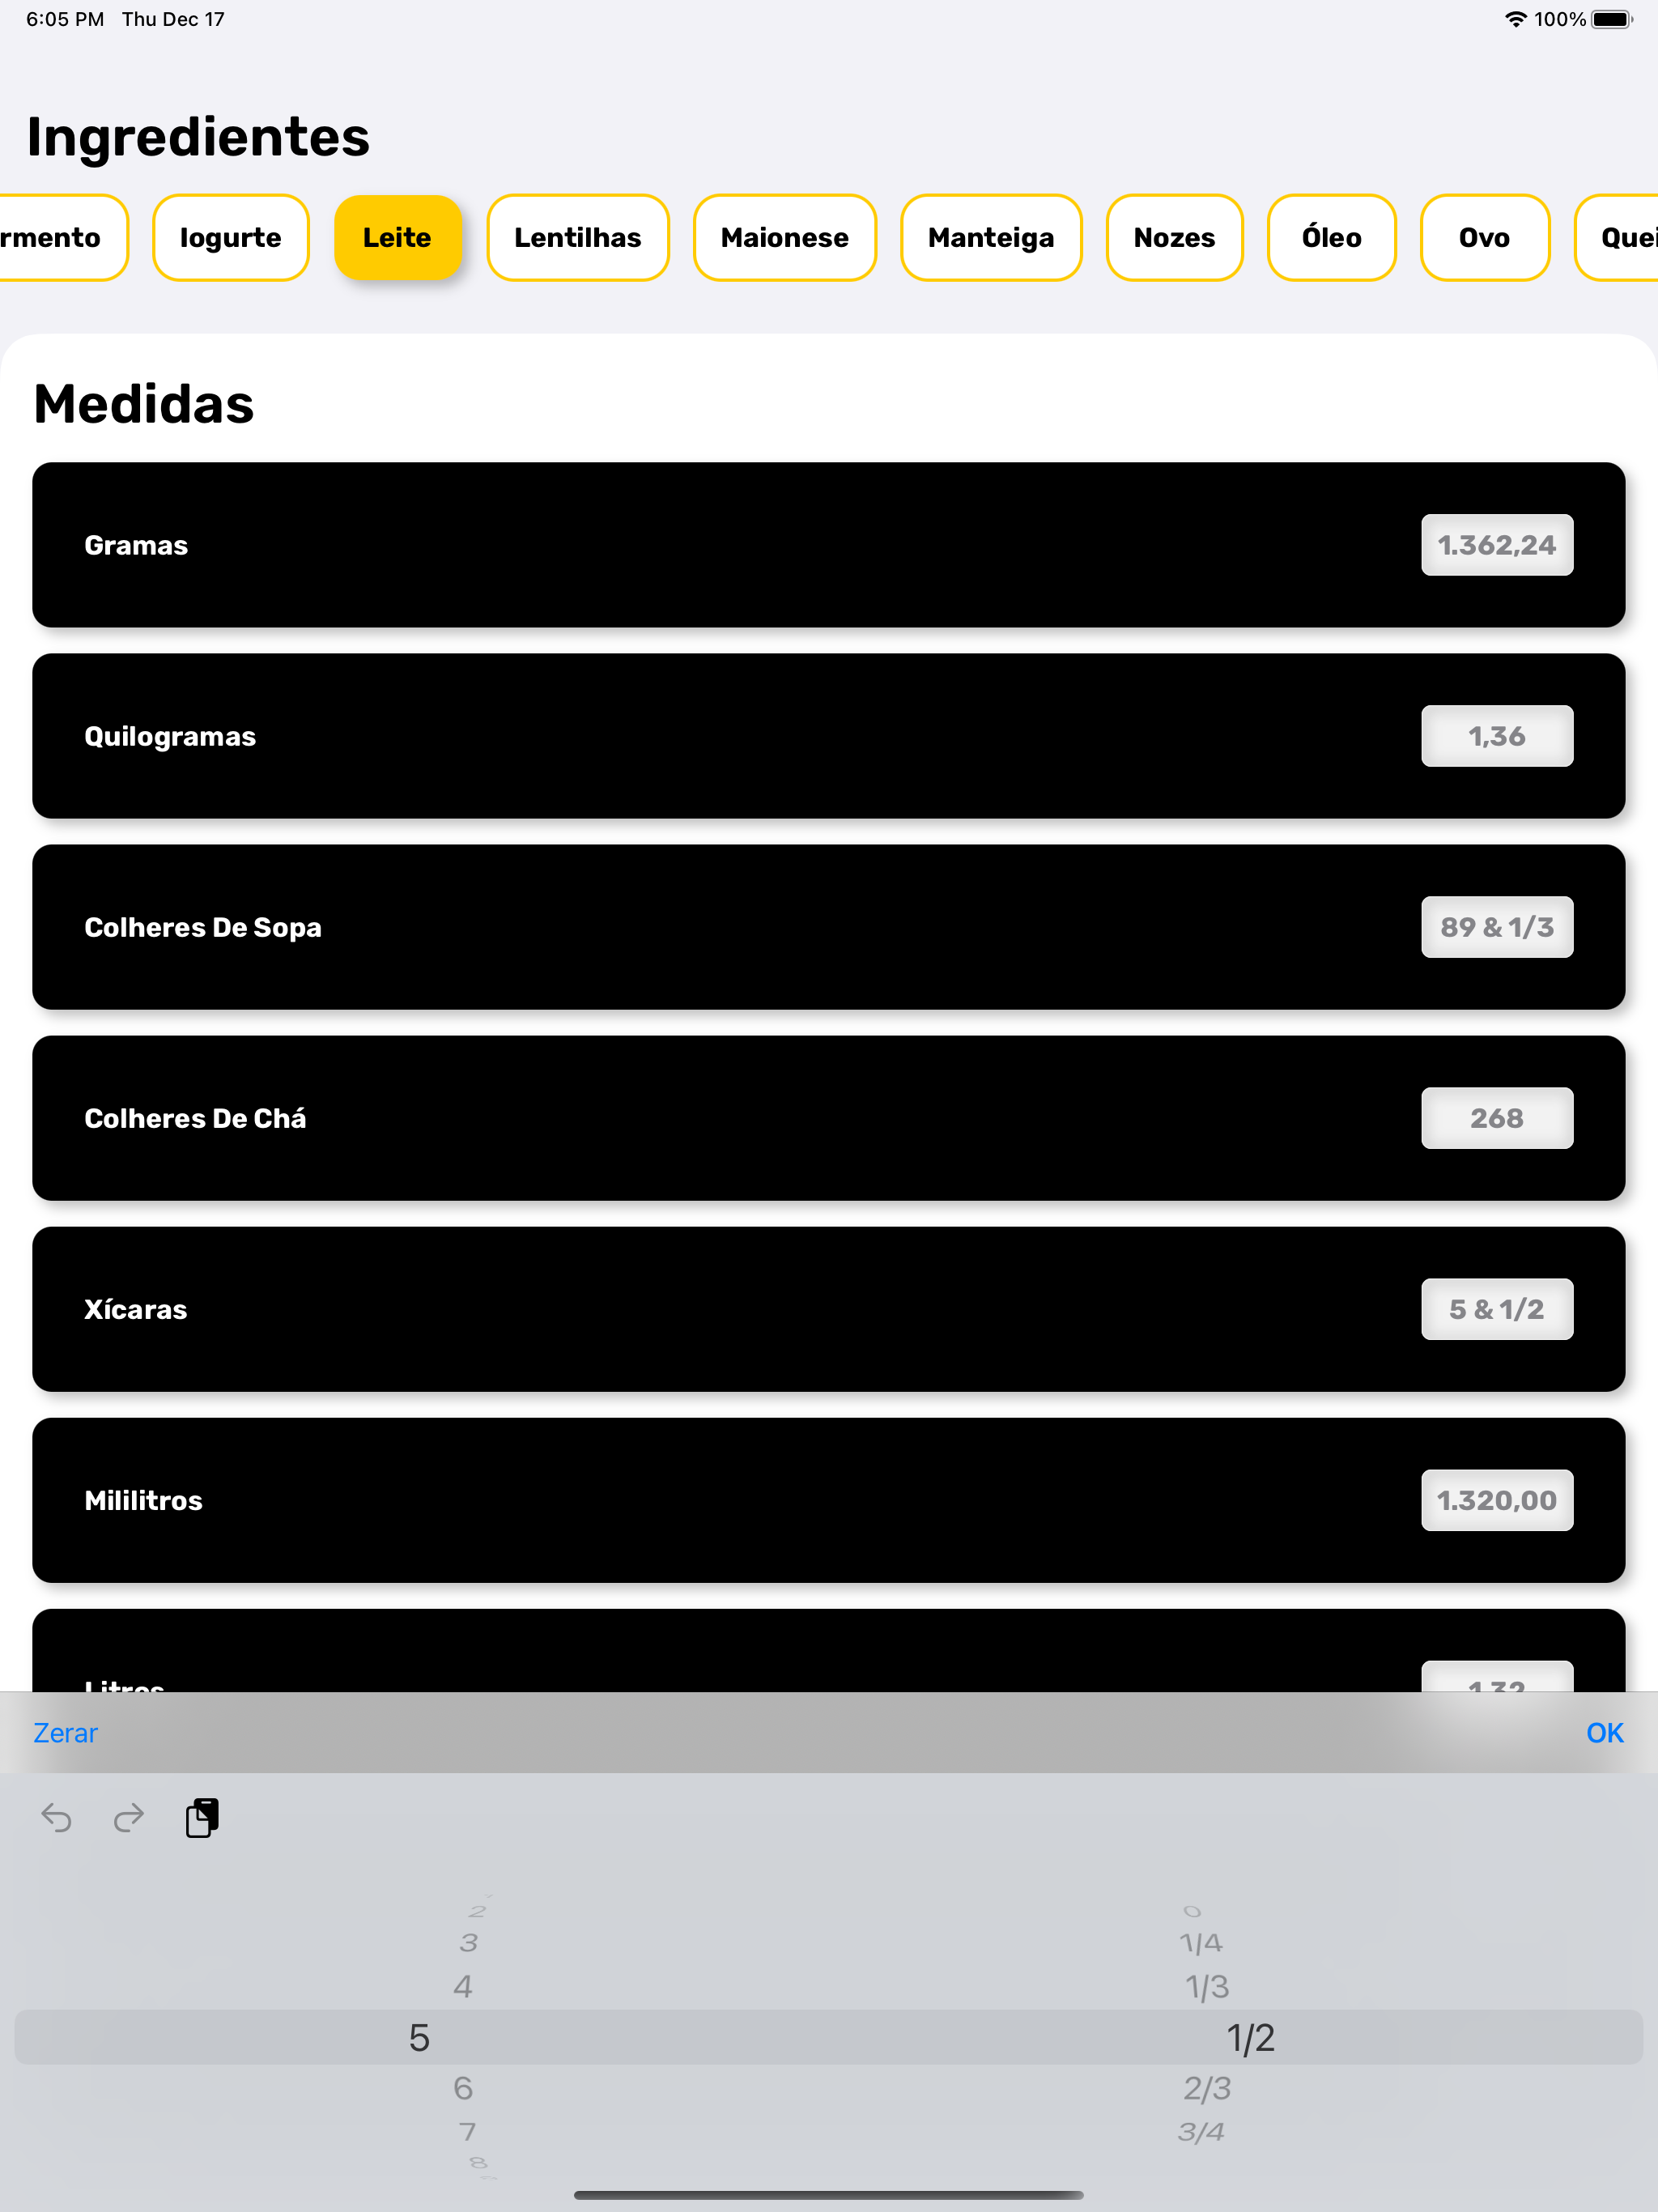 6:05 PM Thu Dec 17 100%
Ingredientes
rmento Iogurte Leite Lentilhas Maionese Manteiga Nozes Óleo Ovo Quei
Medidas
Gramas 1.362,24
Quilogramas 1,36
Colheres De Sopa 89 & 1/3
Colheres De Chá 268
Xícaras 5 & 1/2
Mililitros 1.320,00
Litros 1,32
Zerar OK
2 0
3 1/4
4 1/3
5 1/2
6 2/3
7 3/4
8